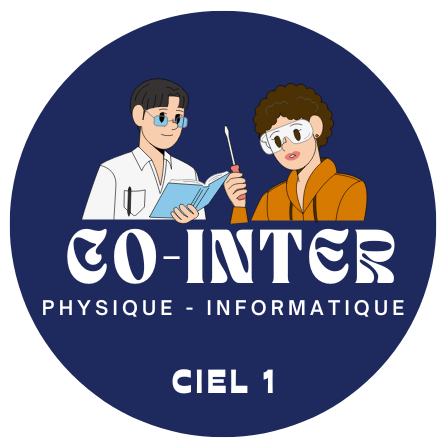 CO-INTER
PHYSIQUE - INFORMATIQUE
CIEL 1